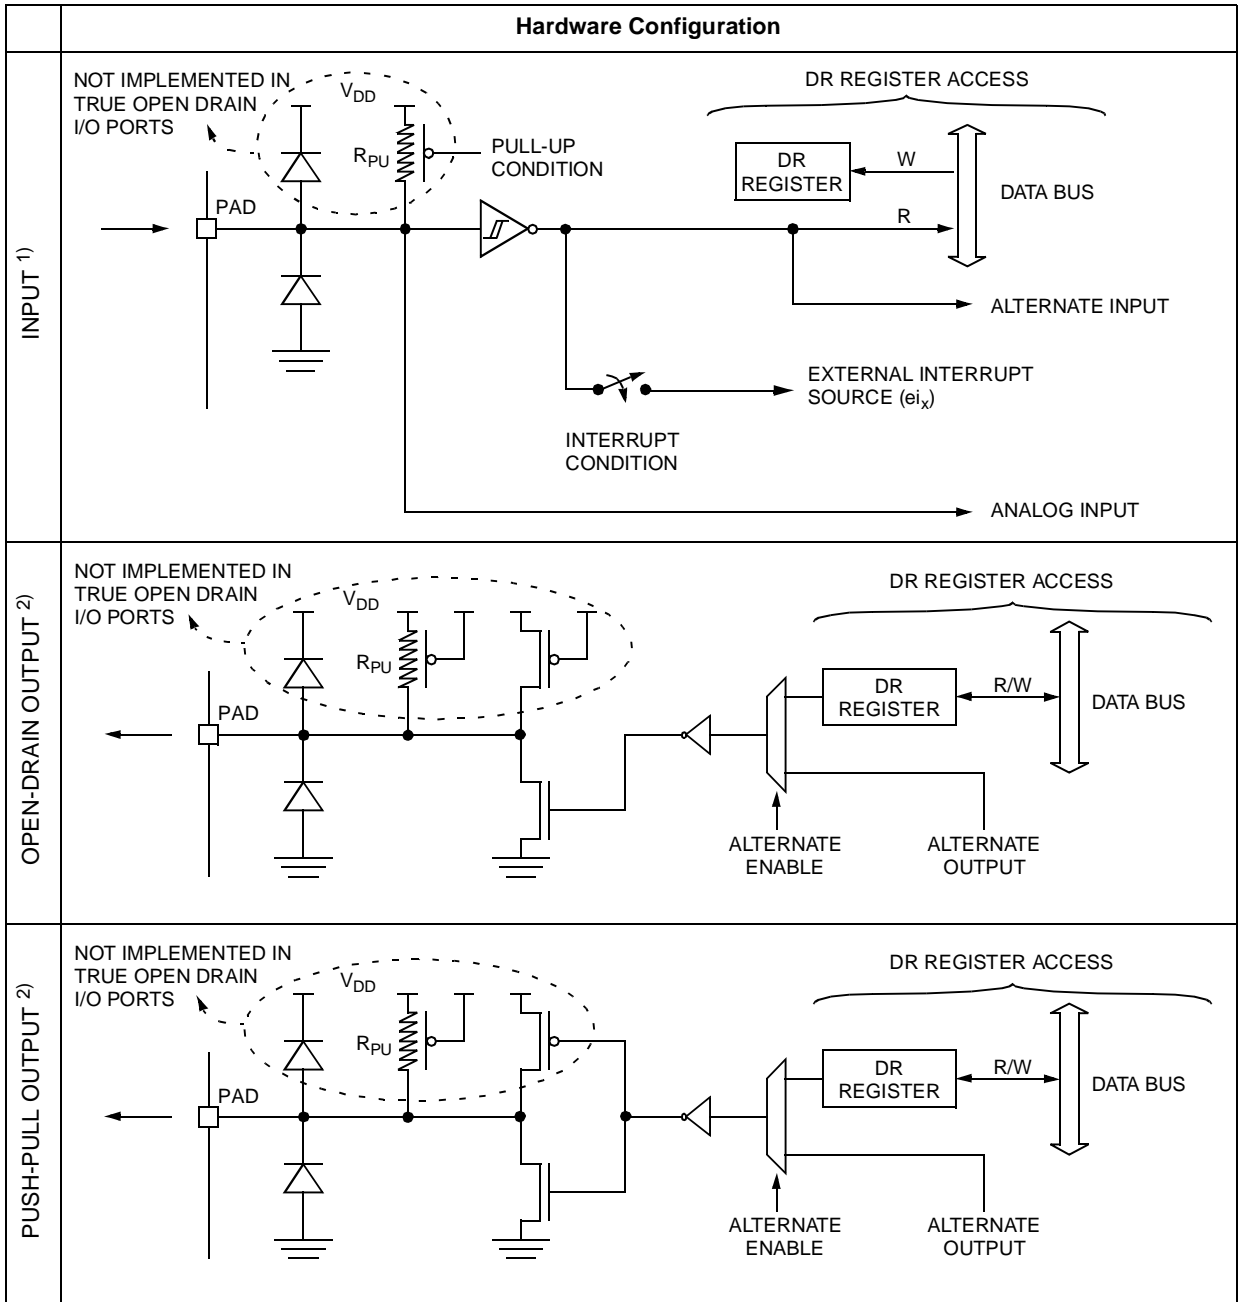 Hardware Configuration
INPUT 1)
NOT IMPLEMENTED IN
TRUE OPEN DRAIN
I/O PORTS
VDD
RPU
PULL-UP
CONDITION
PAD
DR REGISTER ACCESS
DR
REGISTER
W
R
DATA BUS
ALTERNATE INPUT
EXTERNAL INTERRUPT
SOURCE (eix)
INTERRUPT
CONDITION
ANALOG INPUT
OPEN-DRAIN OUTPUT 2)
NOT IMPLEMENTED IN
TRUE OPEN DRAIN
I/O PORTS
VDD
RPU
PAD
DR REGISTER ACCESS
DR
REGISTER
R/W
DATA BUS
ALTERNATE
ENABLE
ALTERNATE
OUTPUT
PUSH-PULL OUTPUT 2)
NOT IMPLEMENTED IN
TRUE OPEN DRAIN
I/O PORTS
VDD
RPU
PAD
DR REGISTER ACCESS
DR
REGISTER
R/W
DATA BUS
ALTERNATE
ENABLE
ALTERNATE
OUTPUT